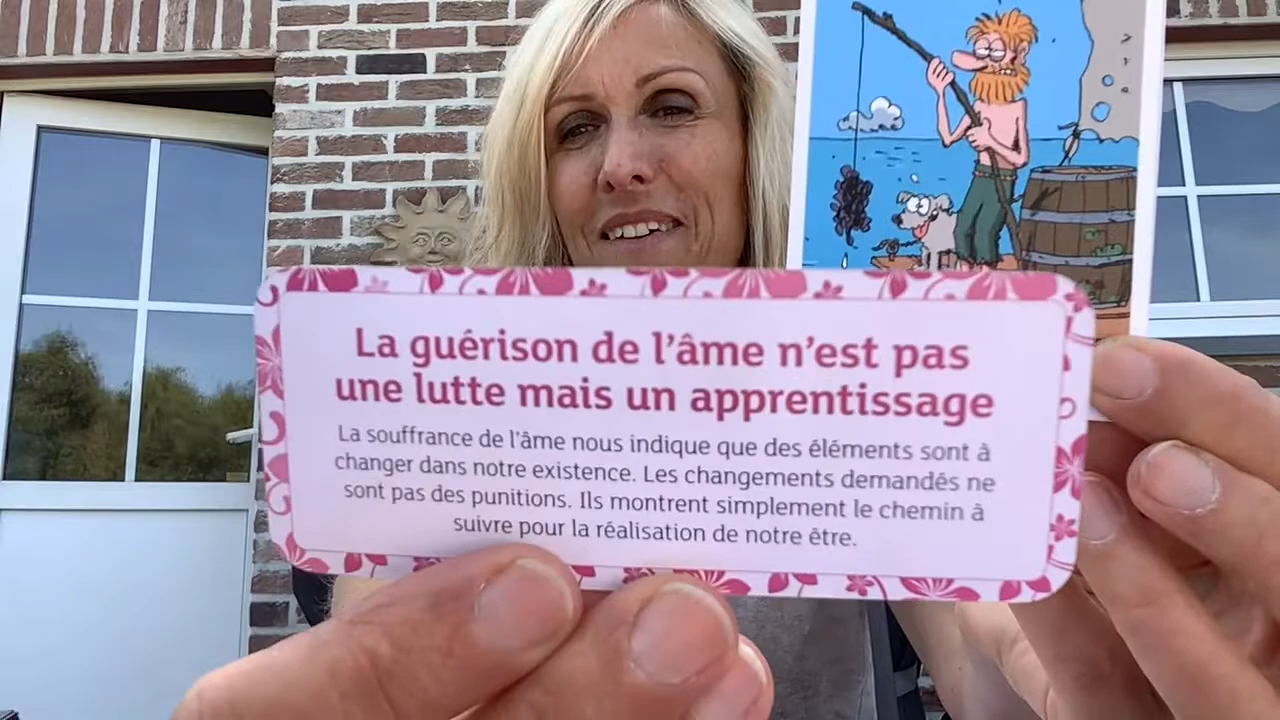 La guérison de l'âme n'est pas
une lutte mais un apprentissage
La souffrance de l'âme nous indique que des éléments sont à
changer dans notre existence. Les changements demandés ne
sont pas des punitions. Ils montrent simplement le chemin à
suivre pour la réalisation de notre être.